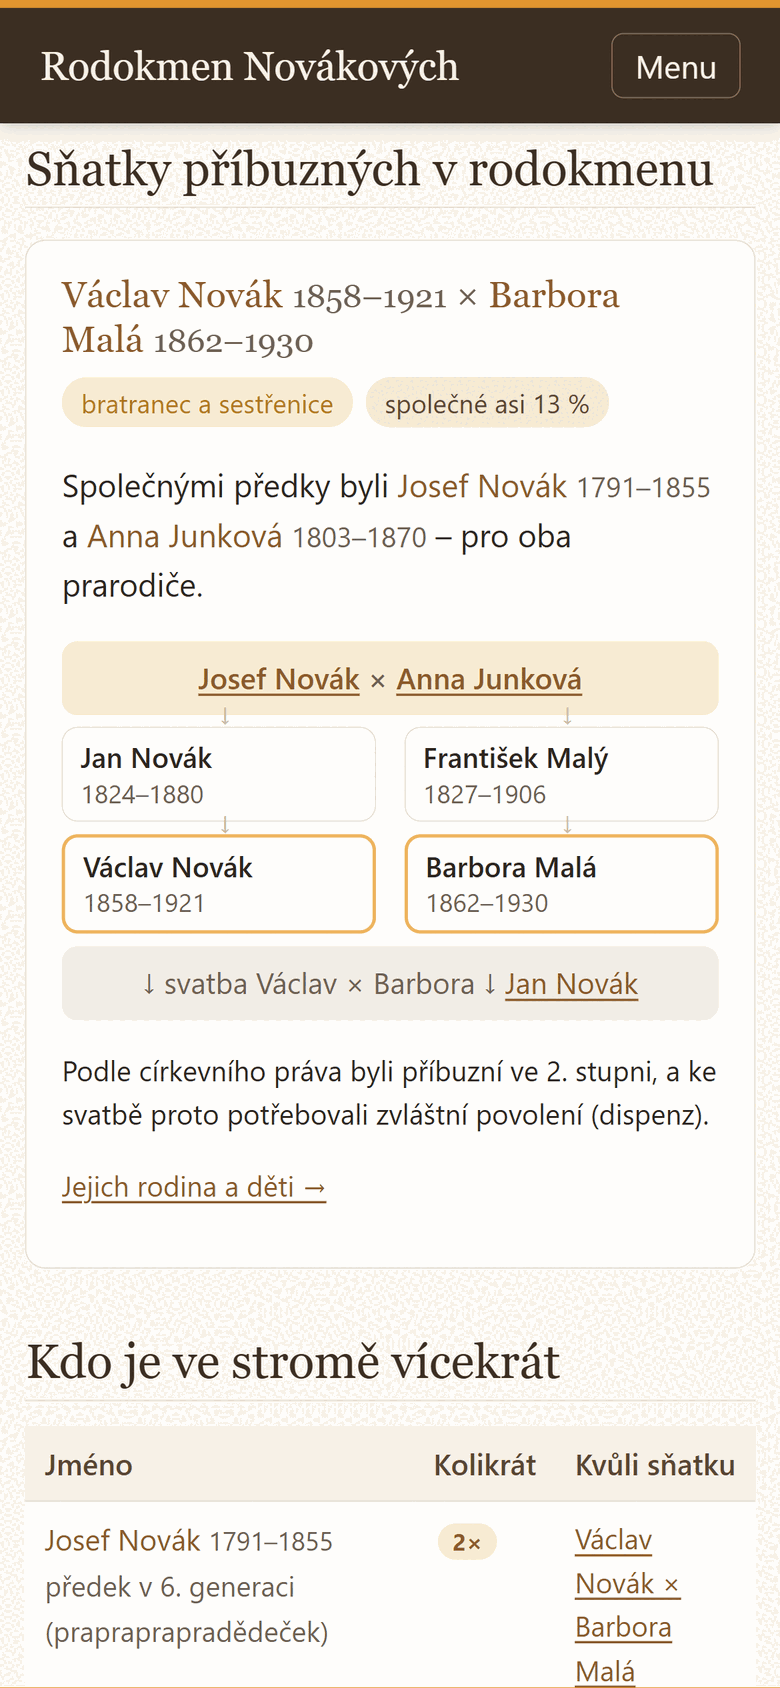 Rodokmen Novákových
Menu
Sňatky příbuzných v rodokmenu
Václav Novák 1858–1921 × Barbora
Malá 1862–1930
bratranec a sestřenice
společné asi 13 %
Společnými předky byli Josef Novák 1791–1855
a Anna Junková 1803–1870 – pro oba
prarodiče.
Josef Novák × Anna Junková
↓ ↓
Jan Novák
1824–1880
František Malý
1827–1906
↓ ↓
Václav Novák
1858–1921
Barbora Malá
1862–1930
↓ svatba Václav × Barbora ↓ Jan Novák
Podle církevního práva byli příbuzní ve 2. stupni, a ke
svatbě proto potřebovali zvláštní povolení (dispenz).
Jejich rodina a děti →
Kdo je ve stromě vícekrát
Jméno Kolikrát Kvůli sňatku
Josef Novák 1791–1855
předek v 6. generaci
(prapraprapradědeček)
2×
Václav
Novák ×
Barbora
Malá